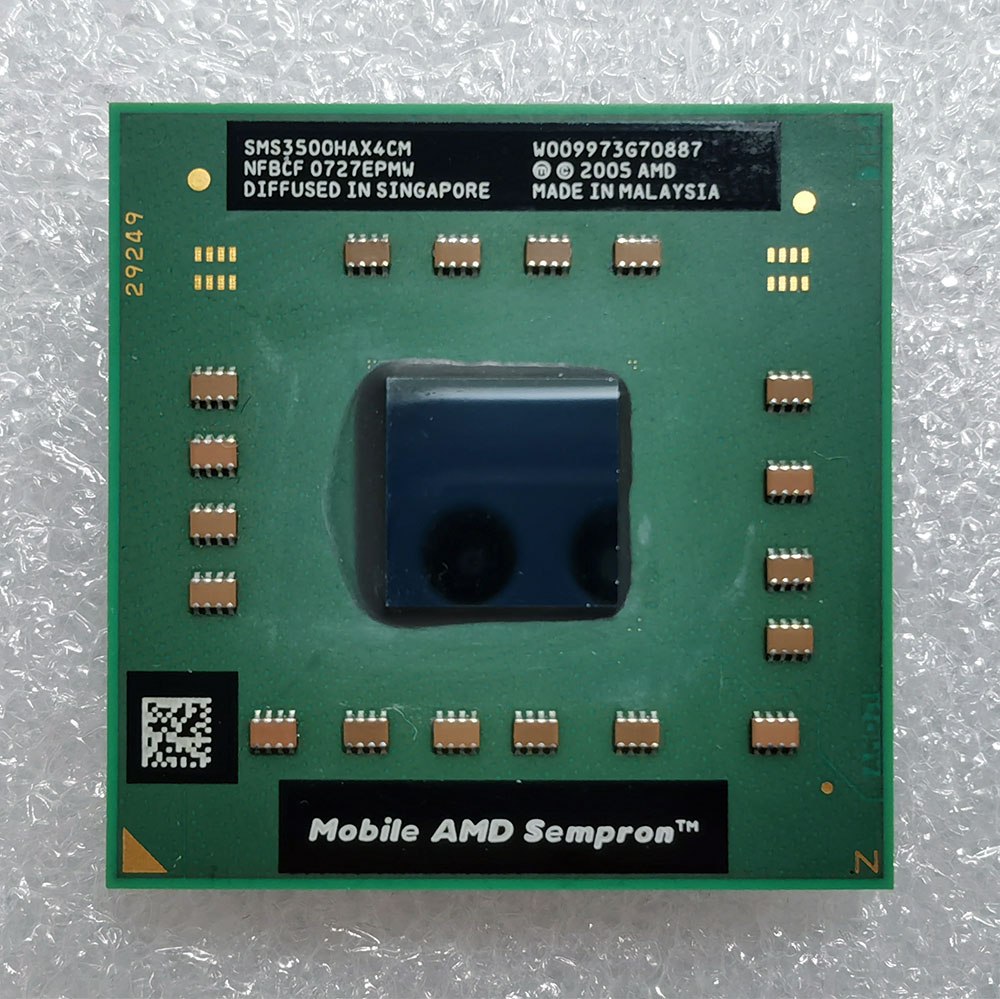 SMS3500HAX4CM
NFBCF 0727EPMW
DIFFUSED IN SINGAPORE
W009973G70887
ⓜ © 2005 AMD
MADE IN MALAYSIA
29249
Mobile AMD Sempron™
Z